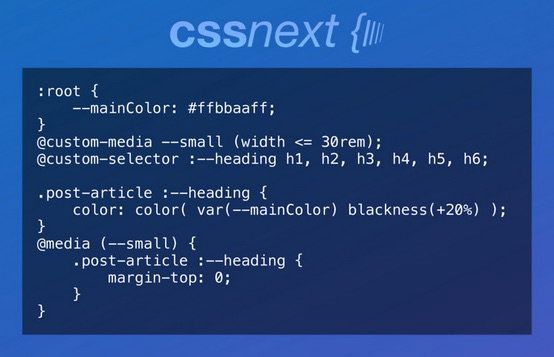 cssnext {
:root {
    --mainColor: #ffbbaaff;
}
@custom-media --small (width <= 30rem);
@custom-selector :--heading h1, h2, h3, h4, h5, h6;

.post-article :--heading {
    color: color( var(--mainColor) blackness(+20%) );
}
@media (--small) {
    .post-article :--heading {
        margin-top: 0;
    }
}